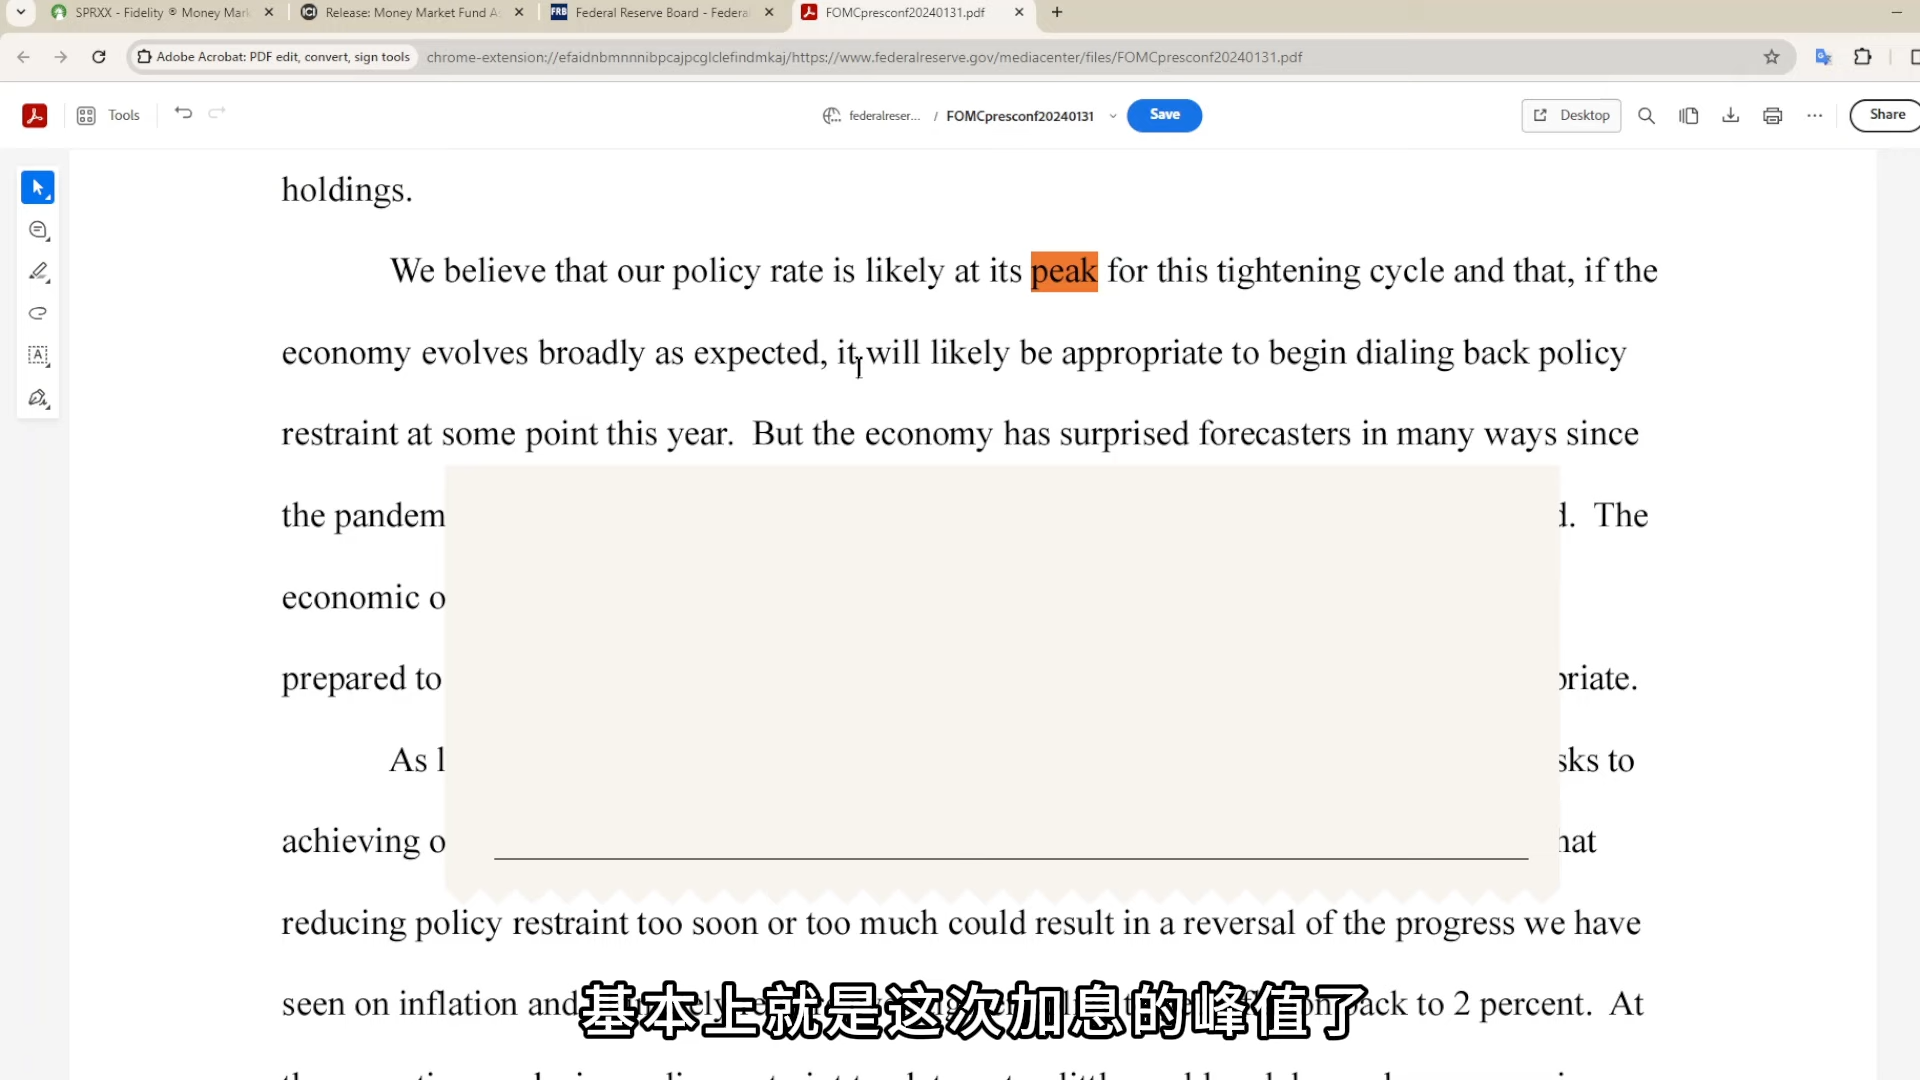 SPRXX - Fidelity ® Money Mar
Release: Money Market Fund A
Federal Reserve Board - Federa
FOMCpresconf20240131.pdf
Adobe Acrobat: PDF edit, convert, sign tools
chrome-extension://efaidnbmnnnibpcajpcglclefindmkaj/https://www.federalreserve.gov/mediacenter/files/FOMCpresconf20240131.pdf
Tools
federalreser... / FOMCpresconf20240131
Save
Desktop
Share
holdings.
We believe that our policy rate is likely at its peak for this tightening cycle and that, if the
economy evolves broadly as expected, it will likely be appropriate to begin dialing back policy
restraint at some point this year. But the economy has surprised forecasters in many ways since
the pandem d. The
economic o
prepared to priate.
As l sks to
achieving o hat
reducing policy restraint too soon or too much could result in a reversal of the progress we have
seen on inflation and back to 2 percent. At
基本上就是这次加息的峰值了